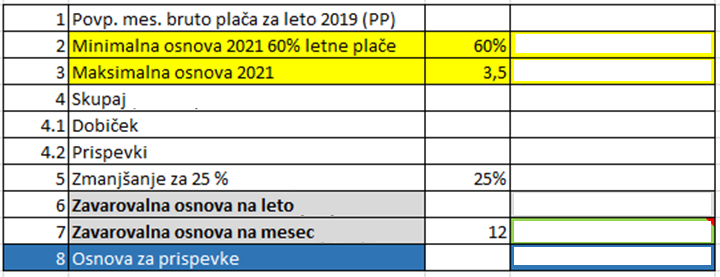 1 Povp. mes. bruto plača za leto 2019 (PP)
2 Minimalna osnova 2021 60% letne plače 60%
3 Maksimalna osnova 2021 3,5
4 Skupaj
4.1 Dobiček
4.2 Prispevki
5 Zmanjšanje za 25 % 25%
6 Zavarovalna osnova na leto
7 Zavarovalna osnova na mesec 12
8 Osnova za prispevke